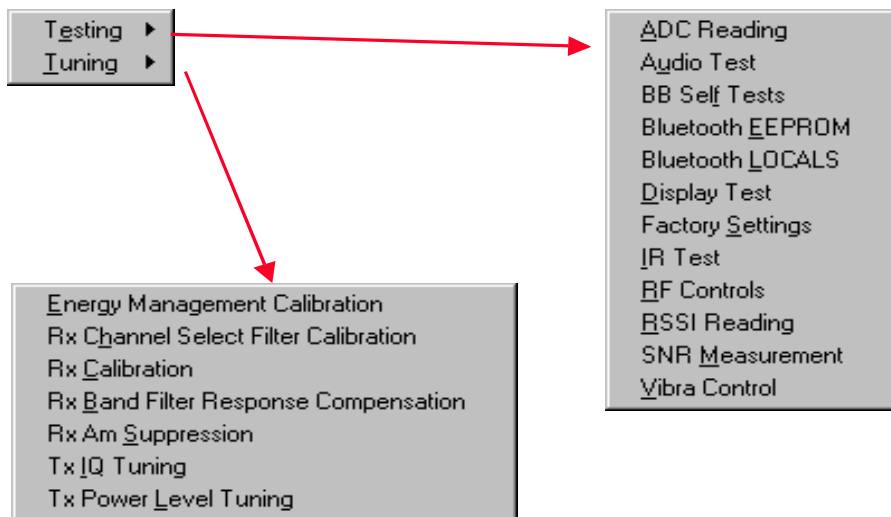 Testing
Tuning
ADC Reading
Audio Test
BB Self Tests
Bluetooth EEPROM
Bluetooth LOCALS
Display Test
Factory Settings
IR Test
RF Controls
RSSI Reading
SNR Measurement
Vibra Control
Energy Management Calibration
Rx Channel Select Filter Calibration
Rx Calibration
Rx Band Filter Response Compensation
Rx Am Suppression
Tx IQ Tuning
Tx Power Level Tuning